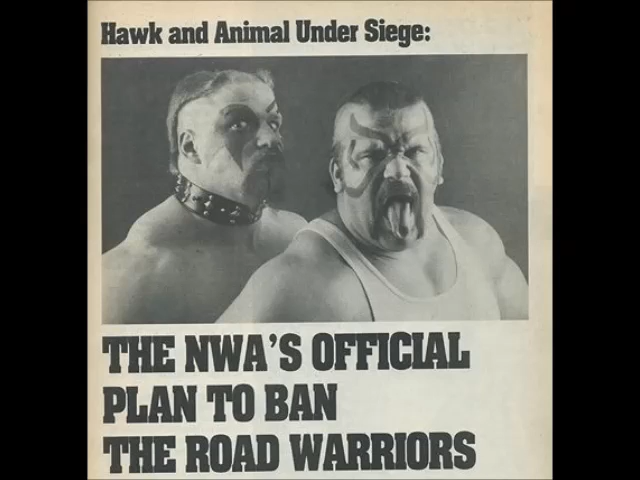 Hawk and Animal Under Siege:
THE NWA'S OFFICIAL
PLAN TO BAN
THE ROAD WARRIORS